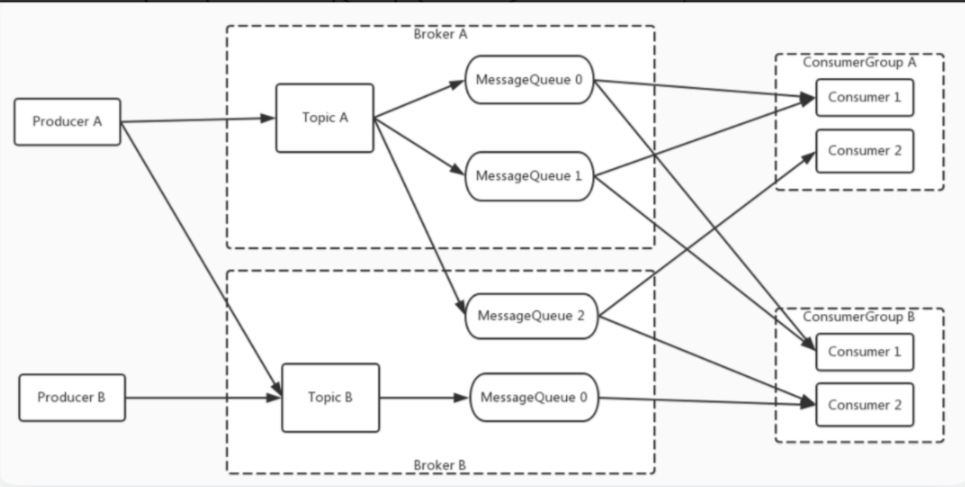 Broker A
ConsumerGroup A
MessageQueue 0
Consumer 1
Producer A
Topic A
Consumer 2
MessageQueue 1
MessageQueue 2
ConsumerGroup B
Consumer 1
Producer B
Topic B
MessageQueue 0
Consumer 2
Broker B